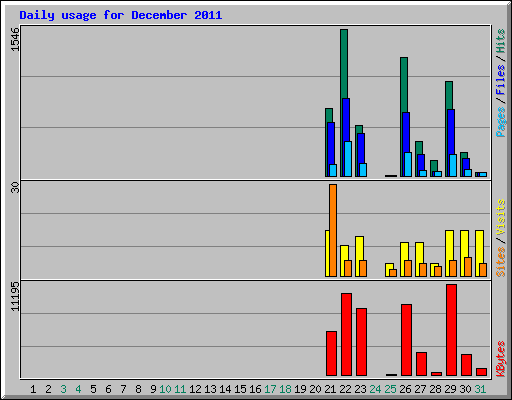 Daily usage for December 2011
1546
30
11195
Pages / Files / Hits
Sites / Visits
KBytes
1 2 3 4 5 6 7 8 9 10 11 12 13 14 15 16 17 18 19 20 21 22 23 24 25 26 27 28 29 30 31